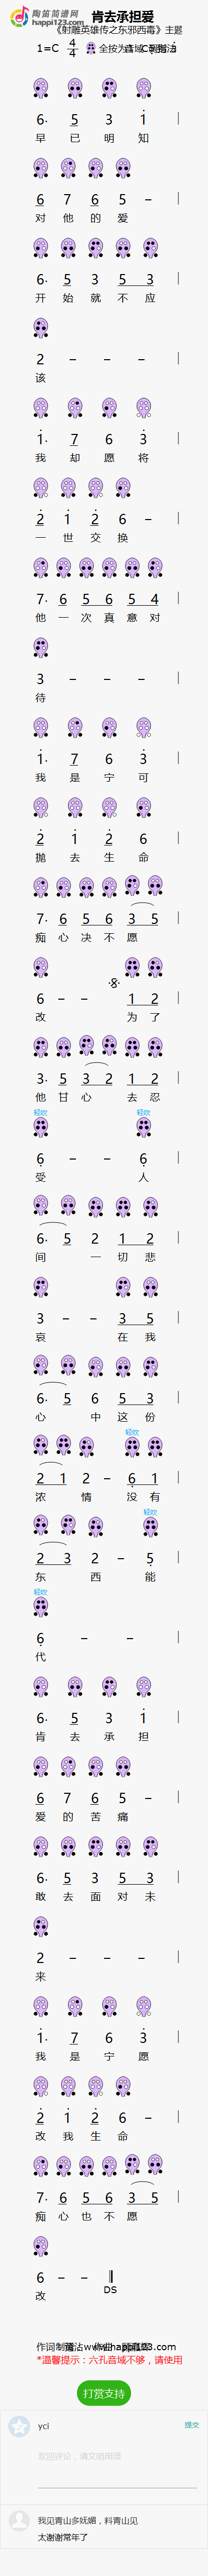 陶笛简谱网
happi123.com
肯去承担爱
《射雕英雄传之东邪西毒》主题
1=C 4/4 全按为
6· 5 3 1
早 已 明 知
6 7 6 5 –
对 他 的 爱
6· 5 3 5 3
开 始 就 不 应
2 – – –
该
1· 7 6 3
我 却 愿 将
2 1 2 6 –
一 世 交 换
7· 6 5 6 5 4
他 一 次 真 意 对
3 – – –
待
1· 7 6 3
我 是 宁 可
2 1 2 6
抛 去 生 命
7· 6 5 6 3 5
痴 心 决 不 愿
6 – – 1 2
改 为 了
3· 5 3 2 1 2
他 甘 心 去 忍
轻吹 轻吹
6 – – 6
受 人
6· 5 2 1 2
间 一 切 悲
3 – – 3 5
哀 在 我
6· 5 6 5 3
心 中 这 份
轻吹
2 1 2 – 6 1
浓 情 没 有
轻吹
2 3 2 – 5
东 西 能
轻吹
6 – –
代
6· 5 3 1
肯 去 承 担
6 7 6 5 –
爱 的 苦 痛
6· 5 3 5 3
敢 去 面 对 未
2 – – –
来
1· 7 6 3
我 是 宁 愿
2 1 2 6 –
改 我 生 命
7· 6 5 6 3 5
痴 心 也 不 愿
6 – –
DS
改
作词 www.happi123.com
*温馨提示：六孔音域不够，请使用
打赏支持
yci 提交
欢迎评论，请文明用语
我见青山多妩媚，料青山见
太谢谢常年了